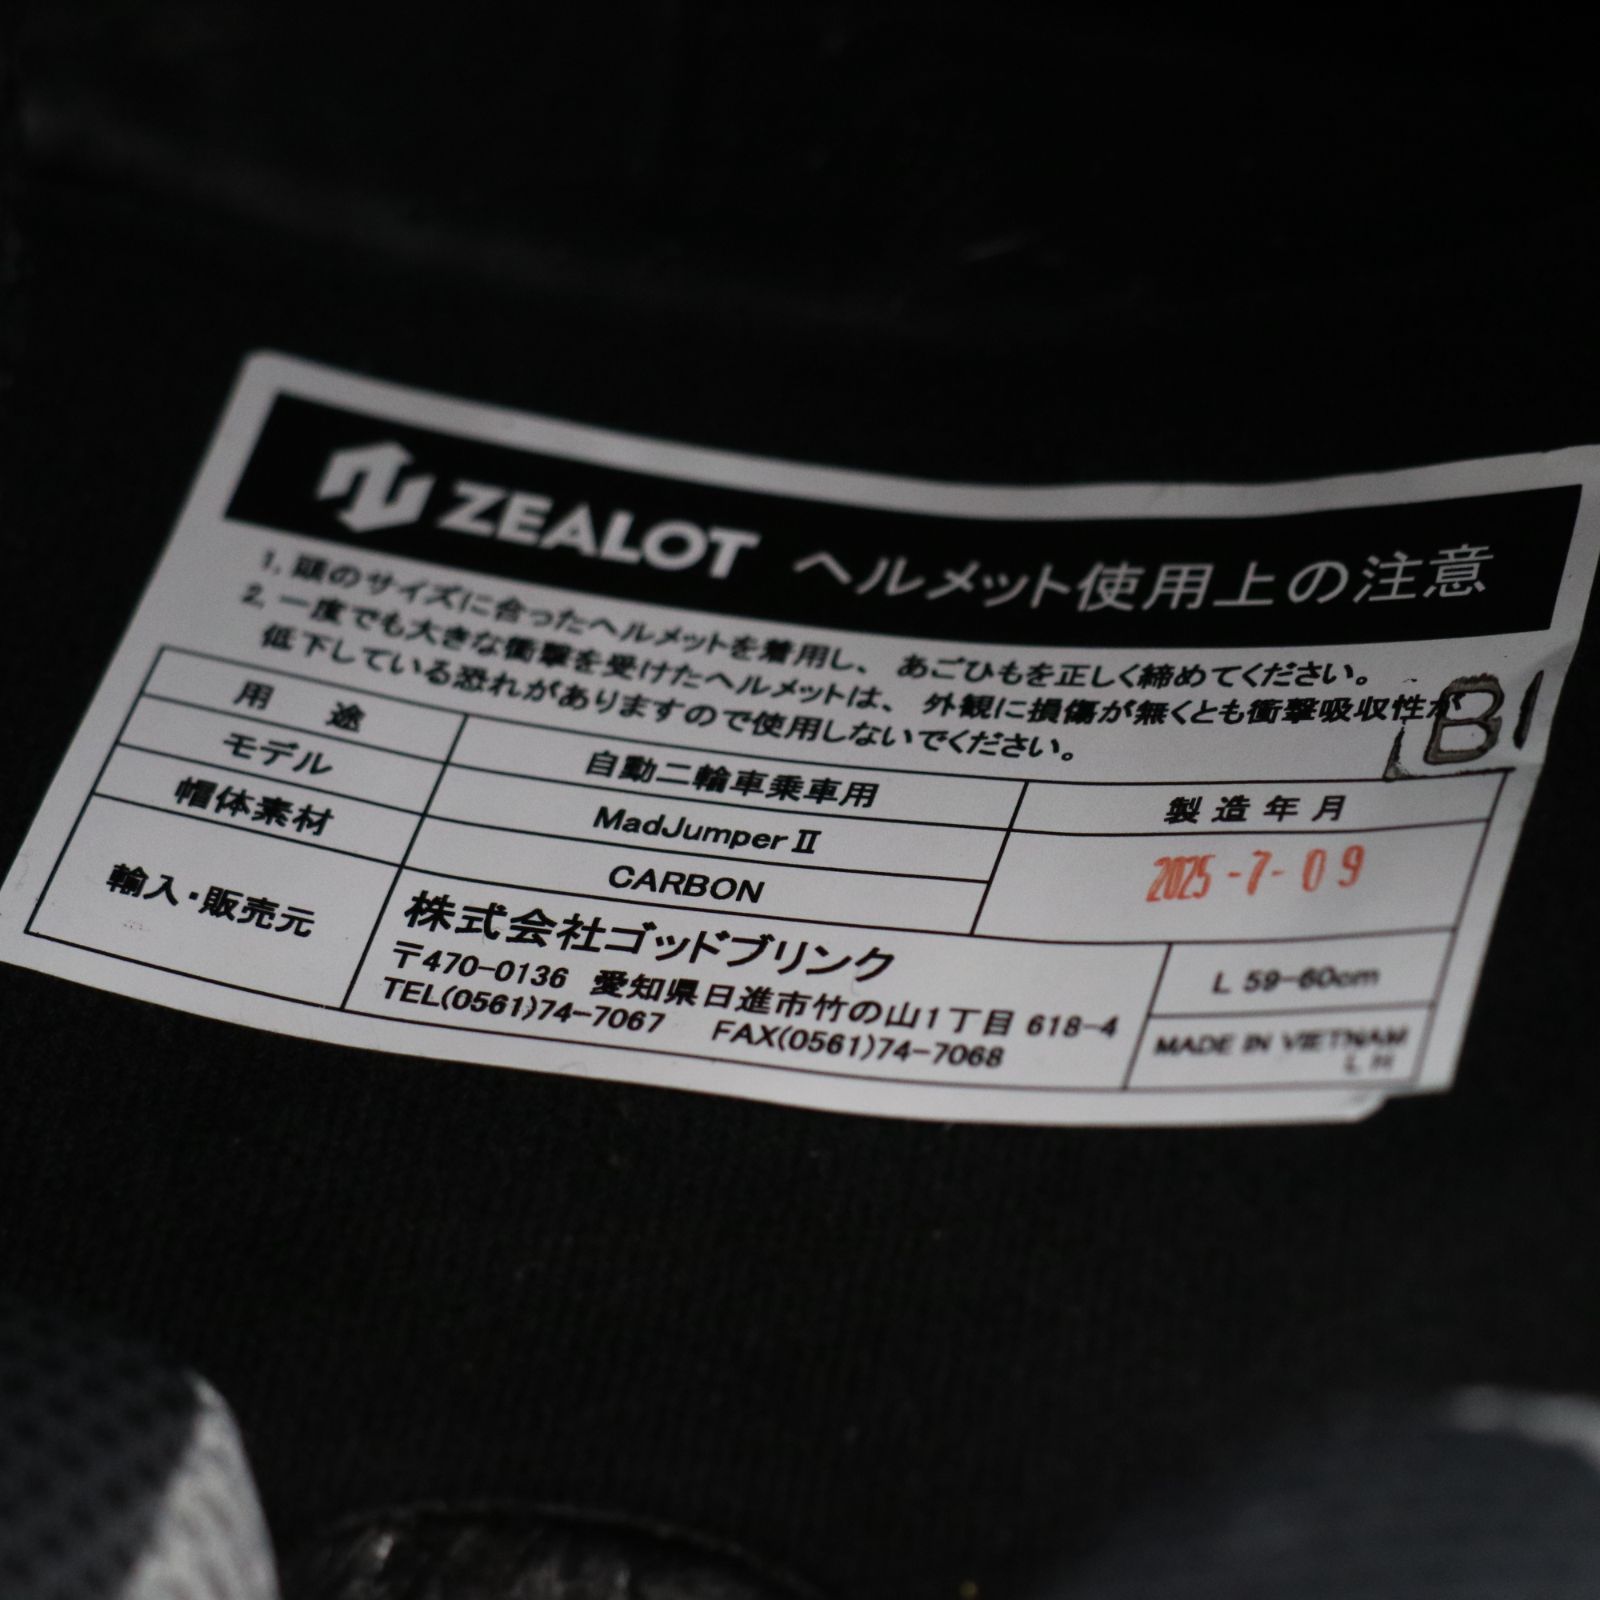 ZEALOT ヘルメット使用上の注意
1, 頭のサイズに合ったヘルメットを着用し、 あごひもを正しく締めてください。
2, 一度でも大きな衝撃を受けたヘルメットは、 外観に損傷が無くとも衝撃吸収性が
低下している恐れがありますので使用しないでください。
B1
用 途 自動二輪車乗車用 製造年月
モデル MadJumper II 2025-7-09
帽体素材 CARBON
輸入・販売元 株式会社ゴッドブリンク
〒470-0136 愛知県日進市竹の山1丁目 618-4
TEL(0561)74-7067 FAX(0561)74-7068
L 59-60cm
MADE IN VIETNAM
L H